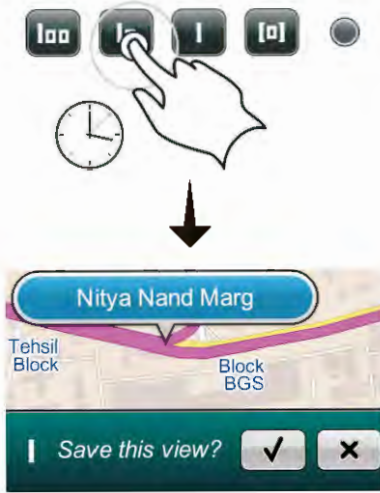 Nitya Nand Marg
Tehsil
Block
Block
BGS
Save this view?